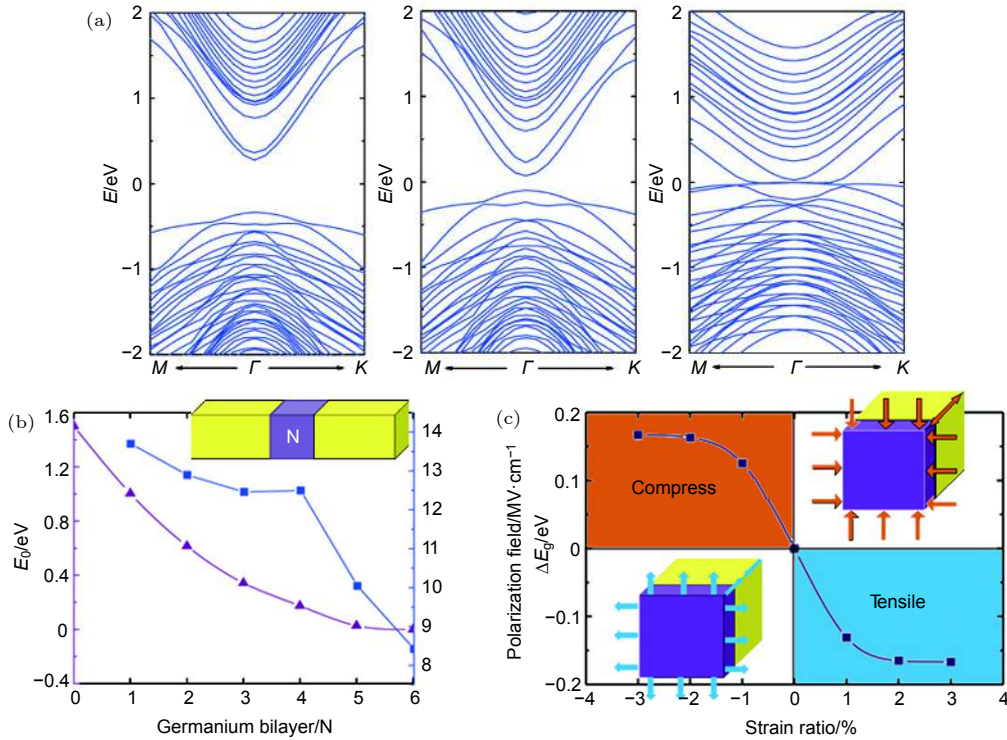 (a)
2
1
0
−1
−2
E/eV
M Γ K
2
1
0
−1
−2
E/eV
M Γ K
2
1
0
−1
−2
E/eV
M Γ K
(b)
1.6
1.2
0.8
0.4
0
−0.4
E0/eV
N
14
13
12
11
10
9
8
Polarization field/MV·cm−1
0 1 2 3 4 5 6
Germanium bilayer/N
(c)
0.2
0.1
0
−0.1
−0.2
ΔEg/eV
Compress
Tensile
−4 −3 −2 −1 0 1 2 3 4
Strain ratio/%